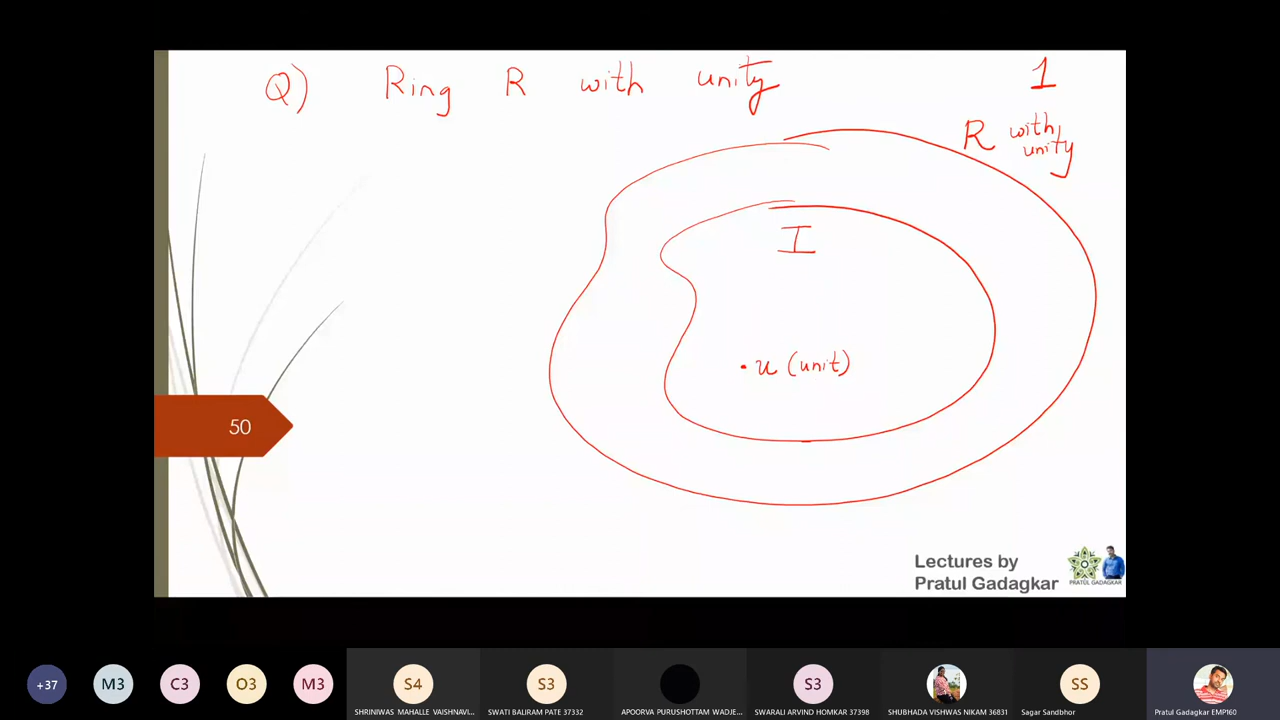 Q) Ring R with unity 1
R with
unity
I
u (unit)
50
Lectures by
Pratul Gadagkar
PRATUL GADAGKAR
+37 M3 C3 O3 M3 S4 S3 S3 SS
SHRINIWAS MAHALLE VAISHNAVI... SWATI BALIRAM PATE 37332 APOORVA PURUSHOTTAM WADJE... SWARALI ARVIND HOMKAR 37398 SHUBHADA VISHWAS NIKAM 36831 Sagar Sandbhor Pratul Gadagkar EMP160